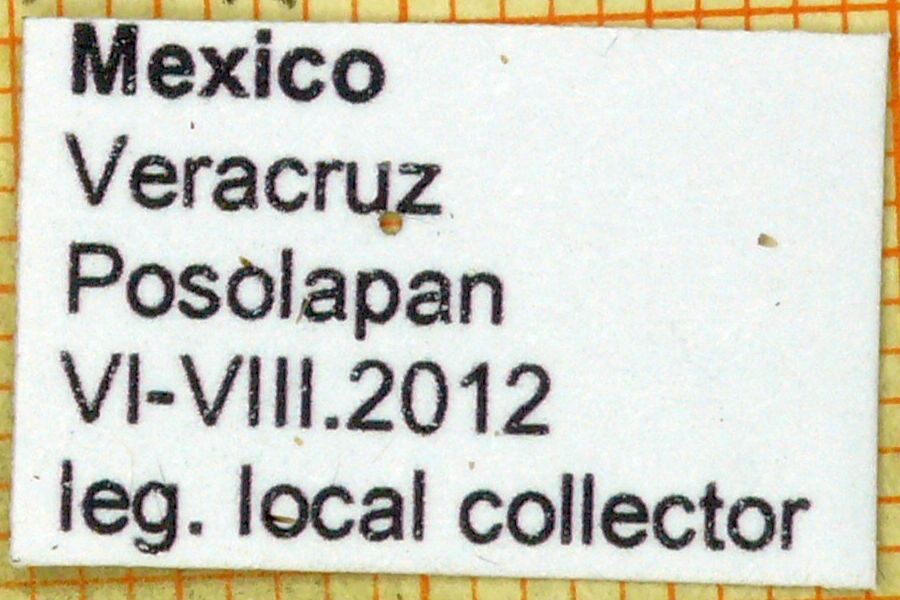 Mexico
Veracruz
Posolapan
VI-VIII.2012
leg. local collector